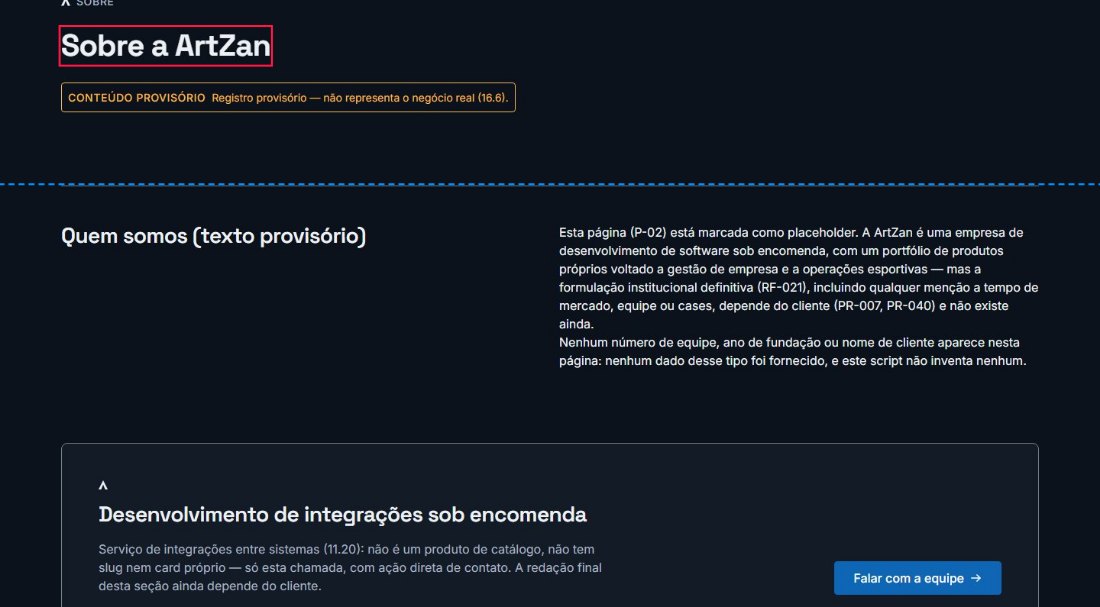 SOBRE
Sobre a ArtZan
CONTEÚDO PROVISÓRIO Registro provisório — não representa o negócio real (16.6).
Quem somos (texto provisório)
Esta página (P-02) está marcada como placeholder. A ArtZan é uma empresa de
desenvolvimento de software sob encomenda, com um portfólio de produtos
próprios voltado a gestão de empresa e a operações esportivas — mas a
formulação institucional definitiva (RF-021), incluindo qualquer menção a tempo de
mercado, equipe ou cases, depende do cliente (PR-007, PR-040) e não existe
ainda.
Nenhum número de equipe, ano de fundação ou nome de cliente aparece nesta
página: nenhum dado desse tipo foi fornecido, e este script não inventa nenhum.
Desenvolvimento de integrações sob encomenda
Serviço de integrações entre sistemas (11.20): não é um produto de catálogo, não tem
slug nem card próprio — só esta chamada, com ação direta de contato. A redação final
desta seção ainda depende do cliente.
Falar com a equipe →